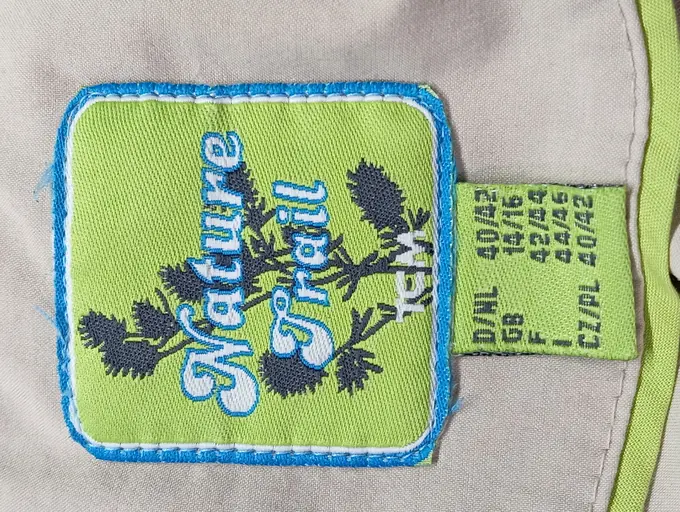 Nature
Trail
TCM
D/NL 40/42
GB 14/16
F 42/44
I 44/46
CZ/PL 40/42